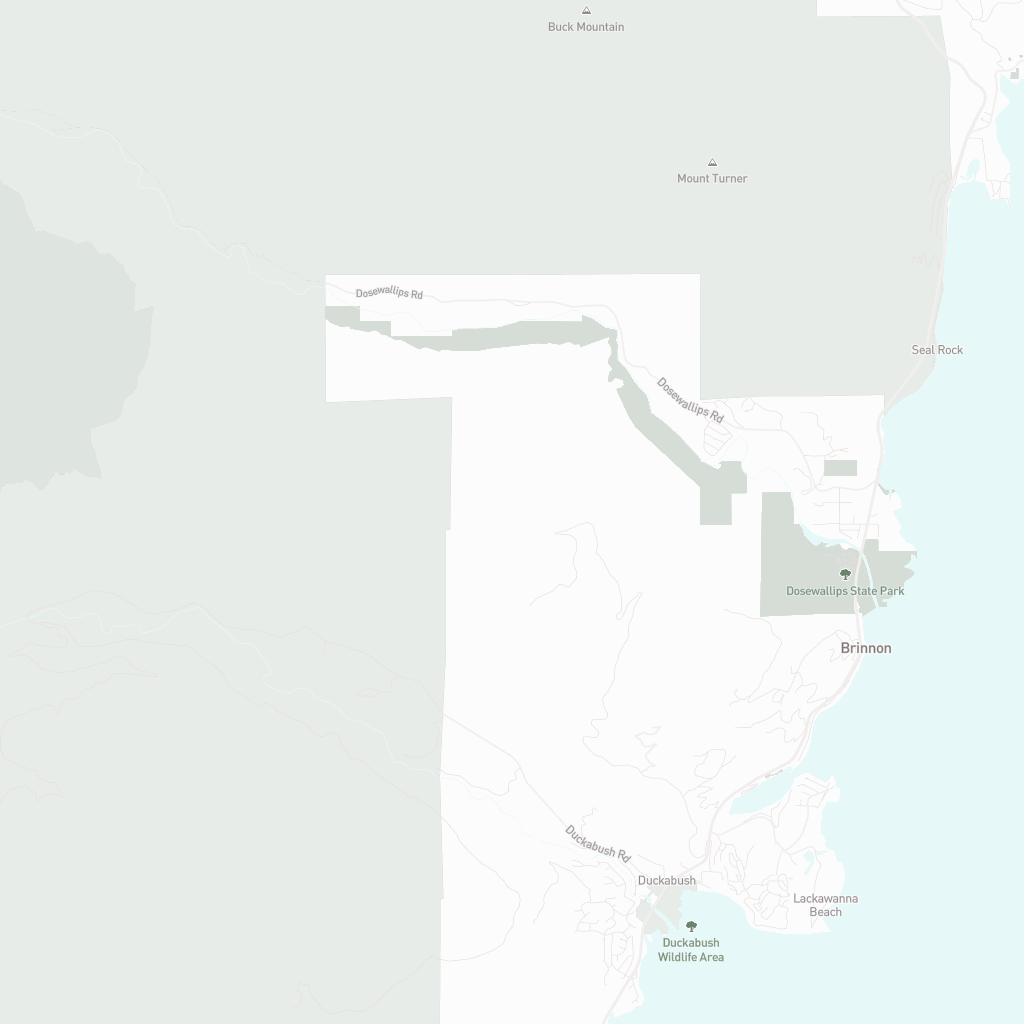 Buck Mountain
Mount Turner
Dosewallips Rd
Seal Rock
Dosewallips Rd
Dosewallips State Park
Brinnon
Duckabush Rd
Duckabush
Lackawanna
Beach
Duckabush
Wildlife Area